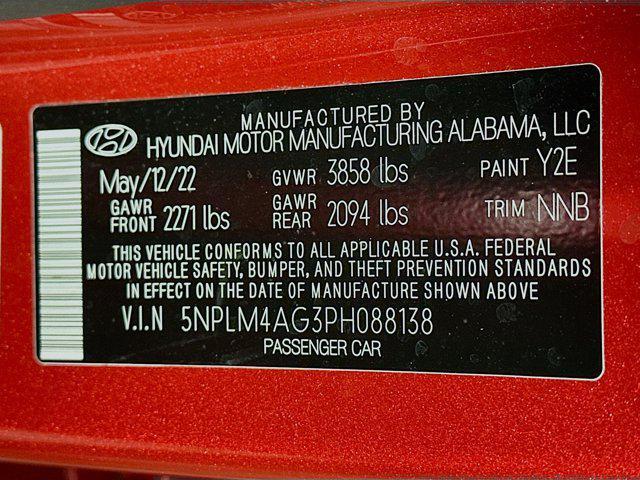 MANUFACTURED BY
HYUNDAI MOTOR MANUFACTURING ALABAMA, LLC
May/12/22 GVWR 3858 lbs PAINT Y2E
GAWR FRONT 2271 lbs GAWR REAR 2094 lbs TRIM NNB
THIS VEHICLE CONFORMS TO ALL APPLICABLE U.S.A. FEDERAL
MOTOR VEHICLE SAFETY, BUMPER, AND THEFT PREVENTION STANDARDS
IN EFFECT ON THE DATE OF MANUFACTURE SHOWN ABOVE
V.I.N 5NPLM4AG3PH088138
PASSENGER CAR